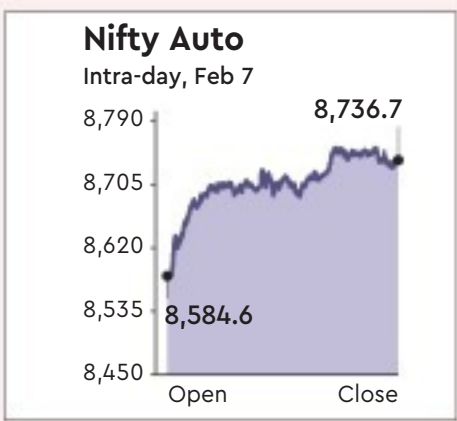 Nifty Auto
Intra-day, Feb 7
8,790
8,736.7
8,705
8,620
8,535
8,584.6
8,450
Open
Close